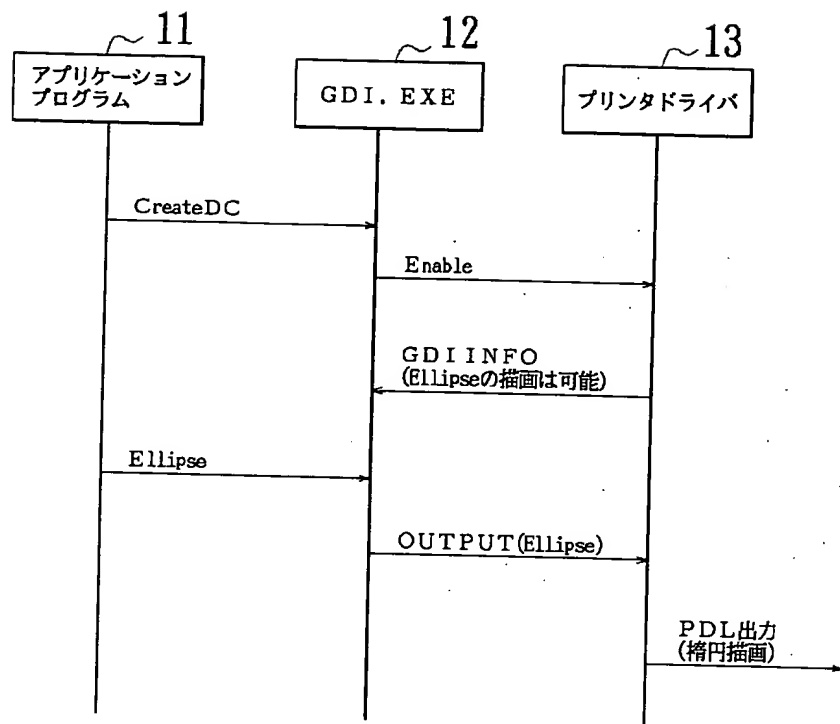 11
アプリケーション
プログラム
12
GDI. EXE
13
プリンタドライバ
CreateDC
Enable
GDIINFO
(Ellipseの描画は可能)
Ellipse
OUTPUT(Ellipse)
PDL出力
(楕円描画)